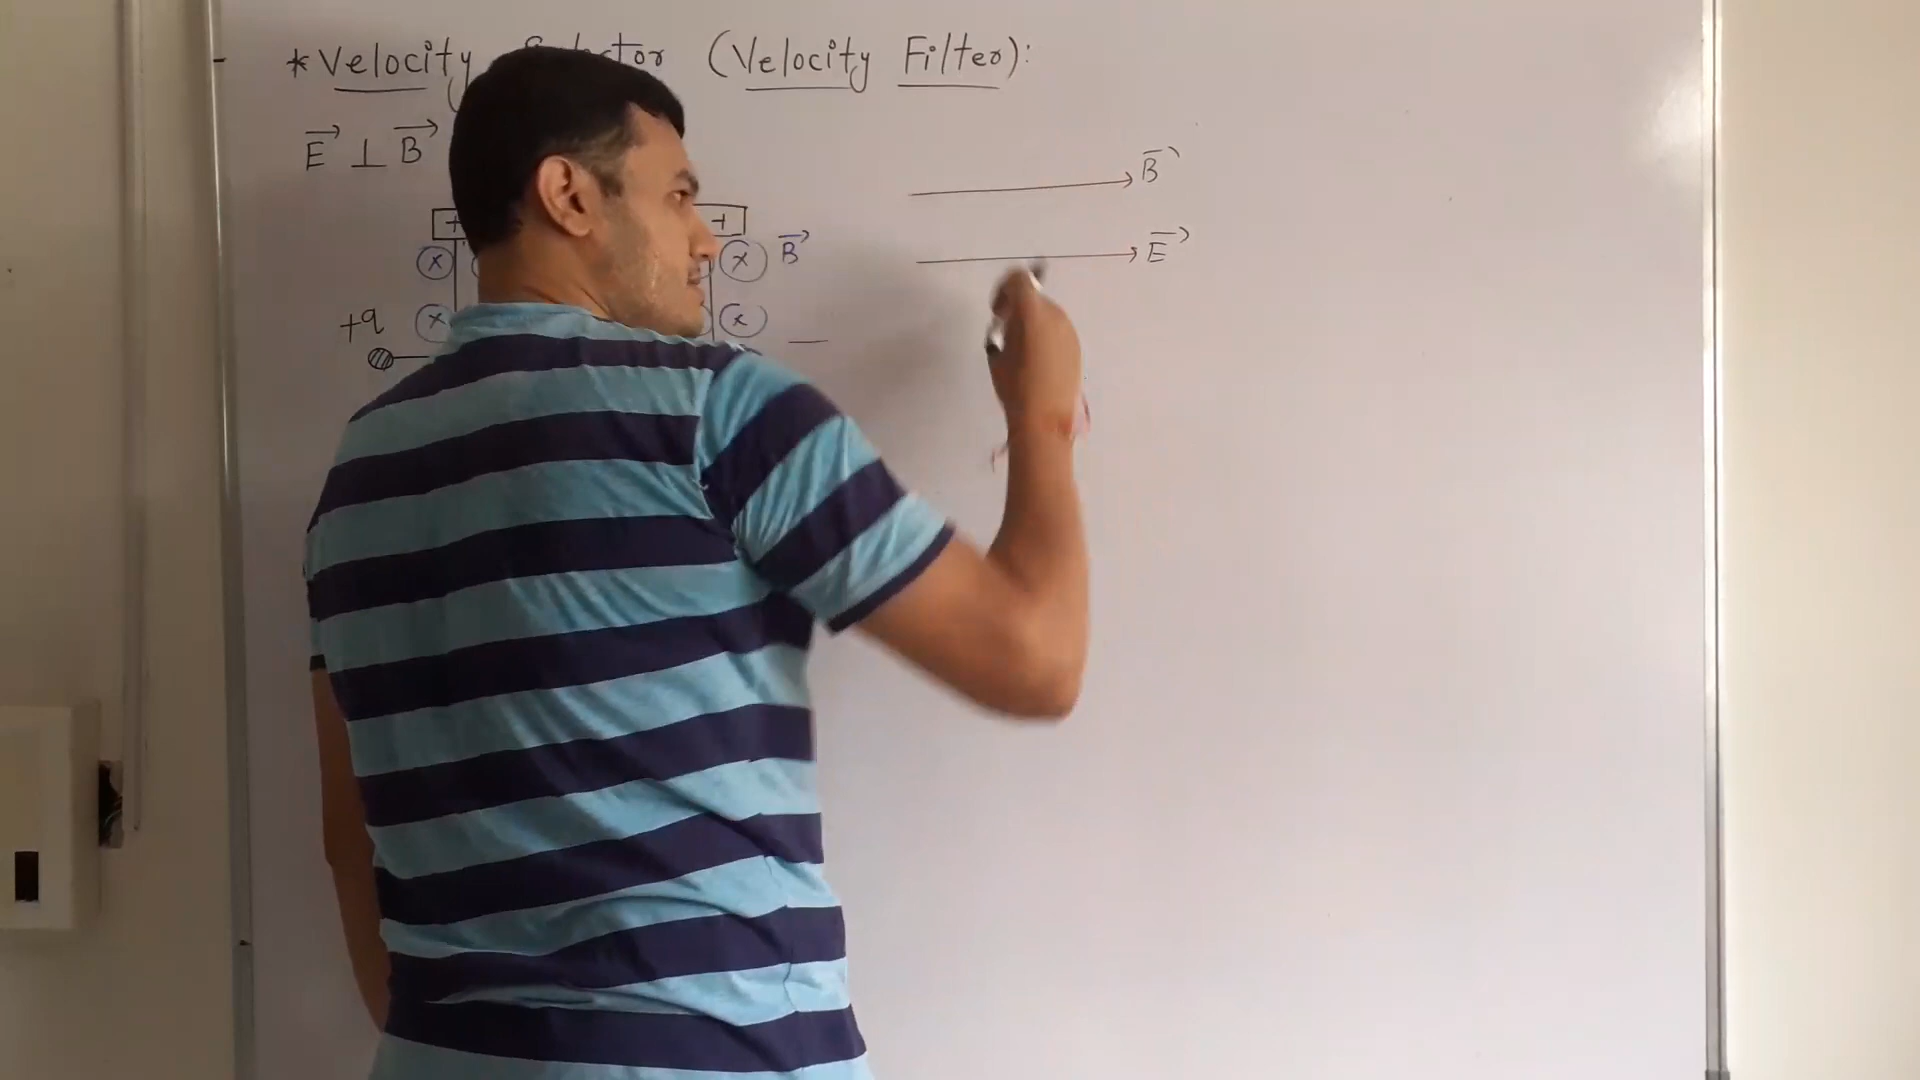 * Velocity (Velocity Filter):
E ⊥ B
B
E
+ +
x x B
+q x x